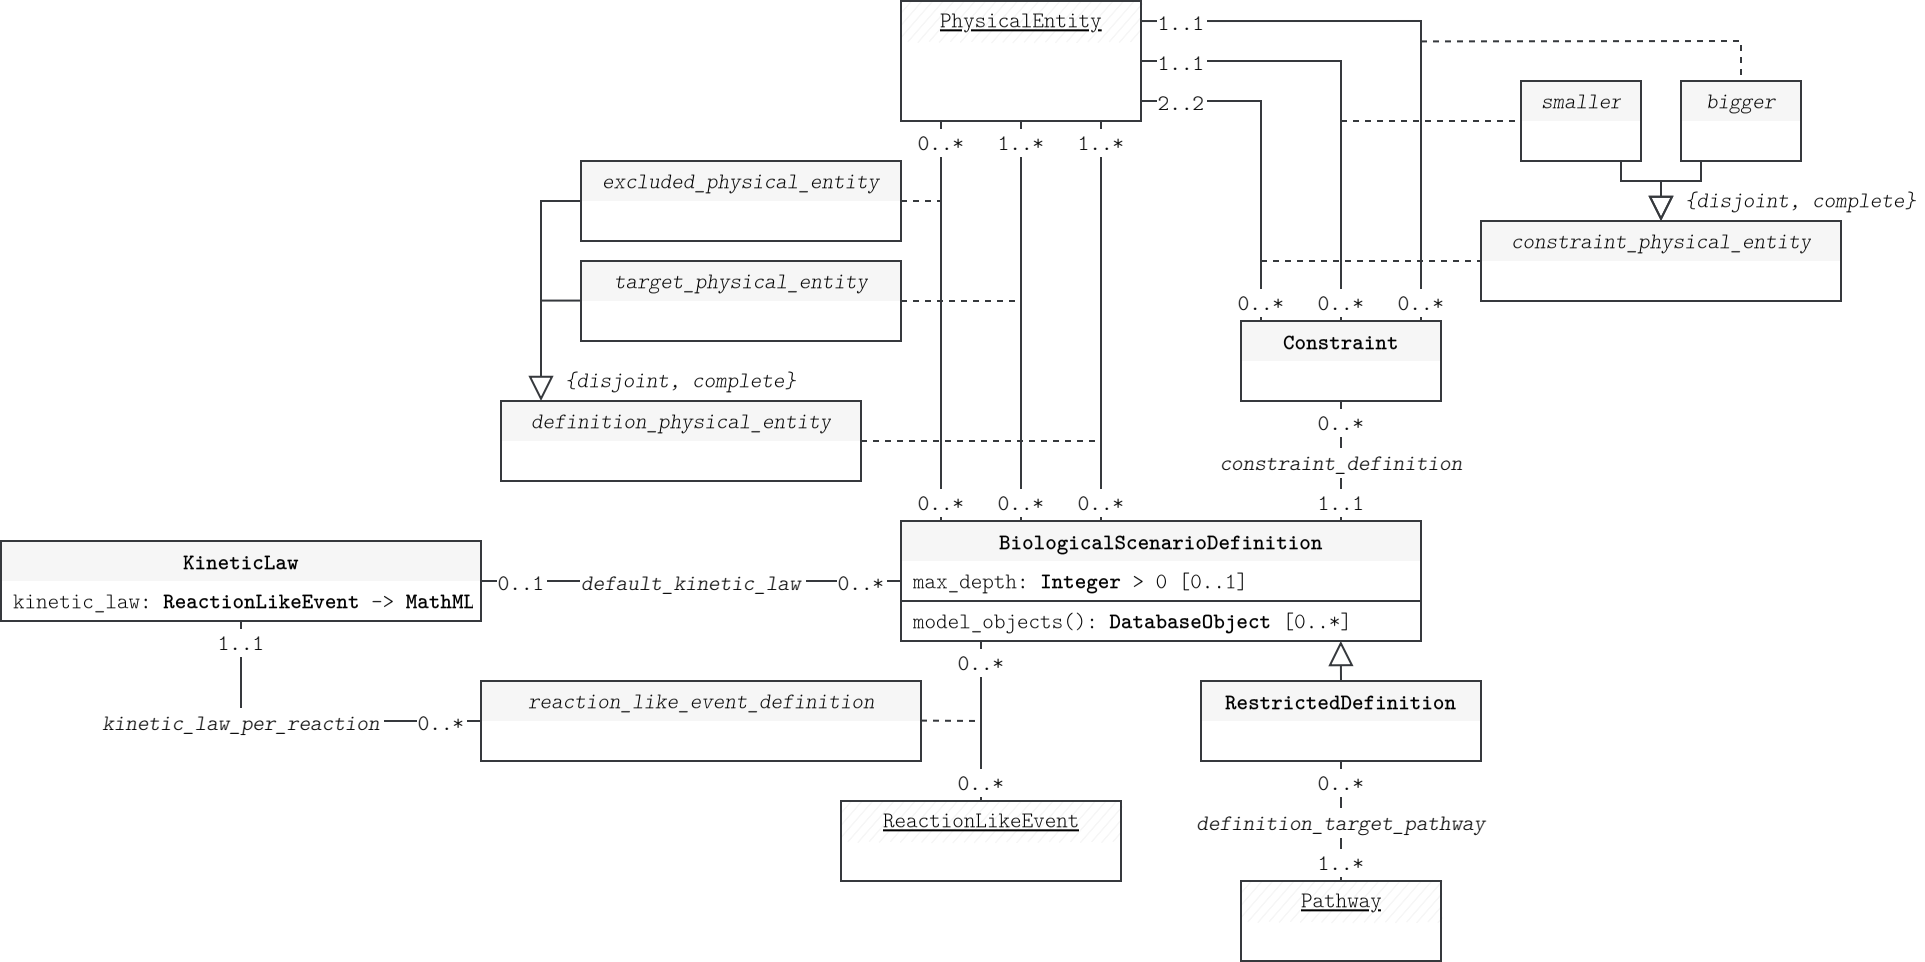 PhysicalEntity
1..1
1..1
2..2
smaller
bigger
0..*
1..*
1..*
excluded_physical_entity
{disjoint, complete}
constraint_physical_entity
target_physical_entity
0..*
0..*
0..*
Constraint
{disjoint, complete}
definition_physical_entity
0..*
constraint_definition
0..*
0..*
0..*
1..1
BiologicalScenarioDefinition
KineticLaw
0..1
default_kinetic_law
0..*
max_depth: Integer > 0 [0..1]
kinetic_law: ReactionLikeEvent -> MathML
model_objects(): DatabaseObject [0..*]
1..1
0..*
reaction_like_event_definition
RestrictedDefinition
kinetic_law_per_reaction
0..*
0..*
0..*
ReactionLikeEvent
definition_target_pathway
1..*
Pathway